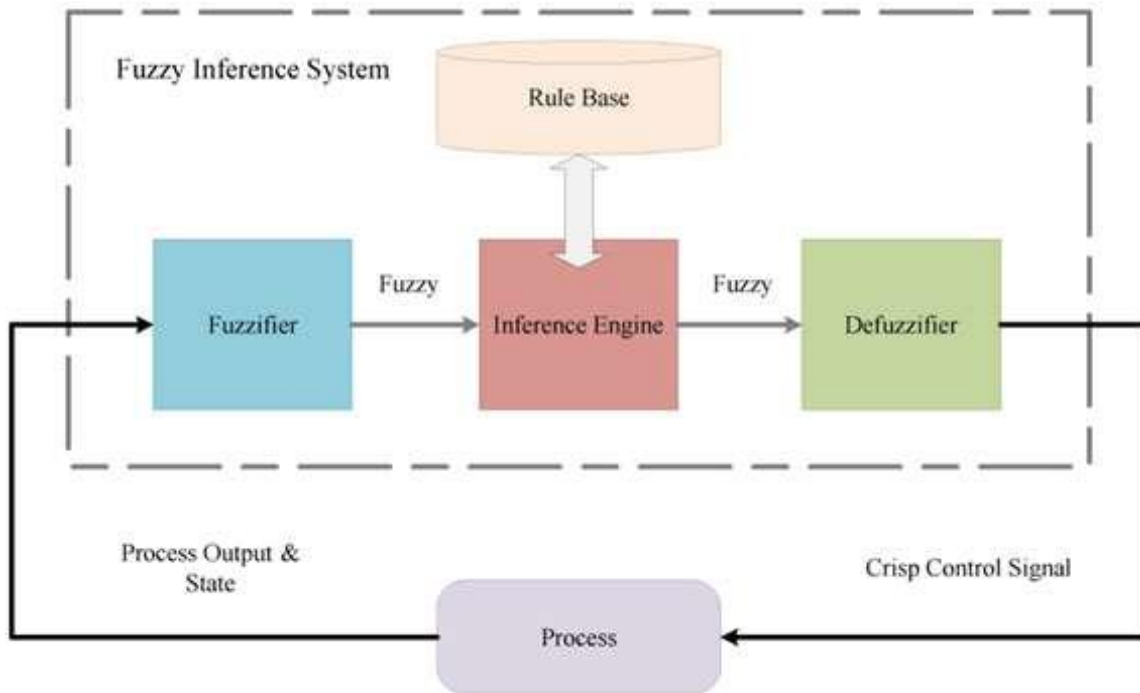 Fuzzy Inference System
Rule Base
Fuzzy
Fuzzy
Fuzzifier
Inference Engine
Defuzzifier
Process Output &
State
Crisp Control Signal
Process